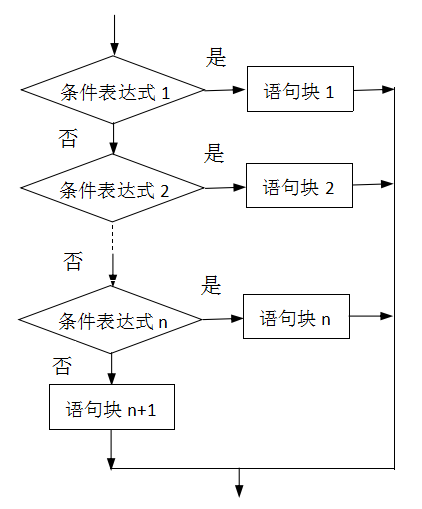 是
条件表达式 1
语句块 1
否
是
条件表达式 2
语句块 2
否
是
条件表达式 n
语句块 n
否
语句块 n+1